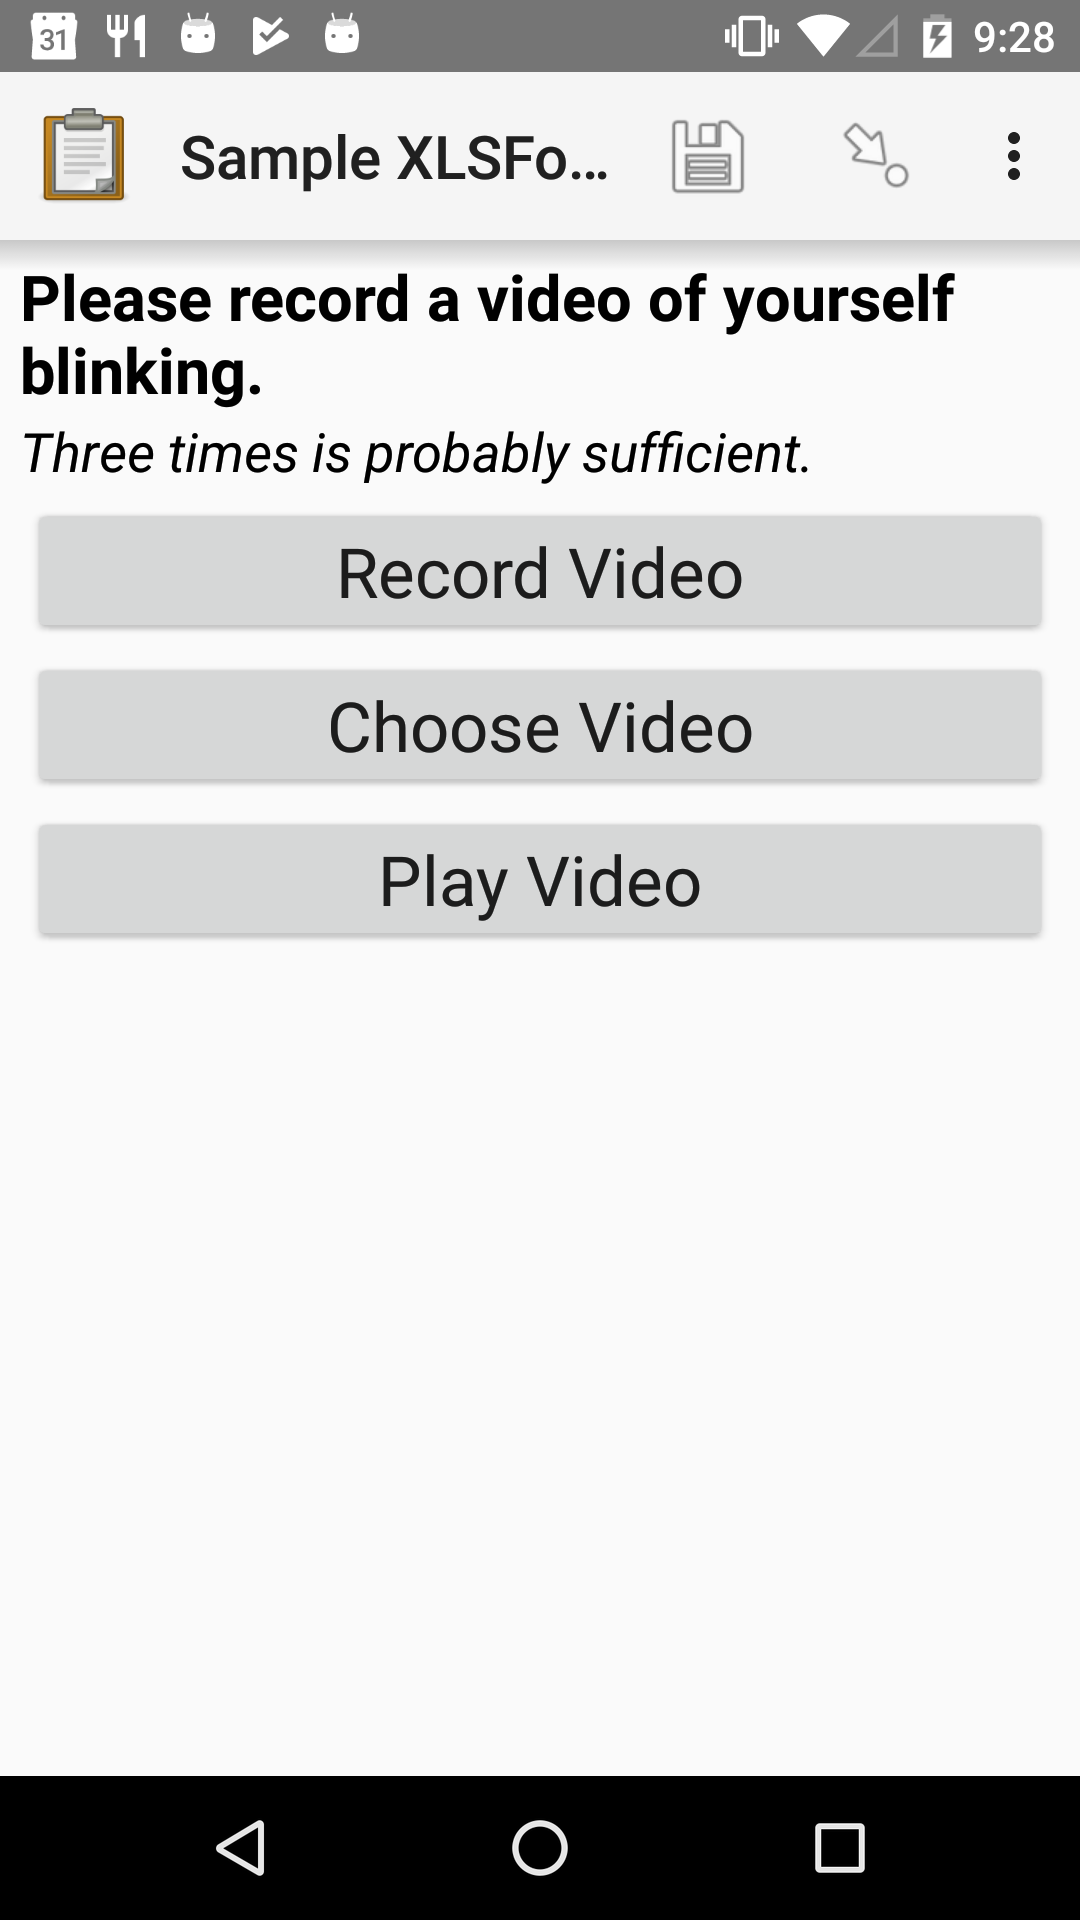 31
9:28
Sample XLSFo...
Please record a video of yourself
blinking.
Three times is probably sufficient.
Record Video
Choose Video
Play Video